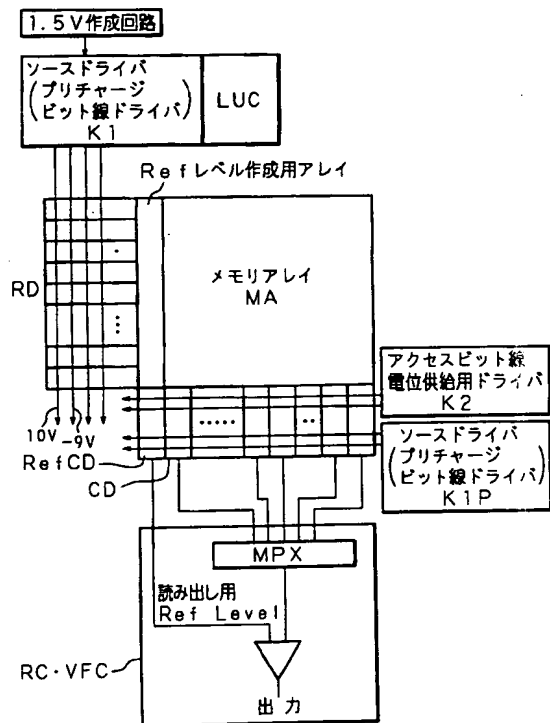 1.5V作成回路
ソースドライバ
(プリチャージ
ビット線ドライバ)
K1
LUC
Refレベル作成用アレイ
RD
メモリアレイ
MA
アクセスビット線
電位供給用ドライバ
K2
10V
-9V
RefCD
CD
ソースドライバ
(プリチャージ
ビット線ドライバ)
K1P
MPX
読み出し用
Ref Level
RC・VFC
出力